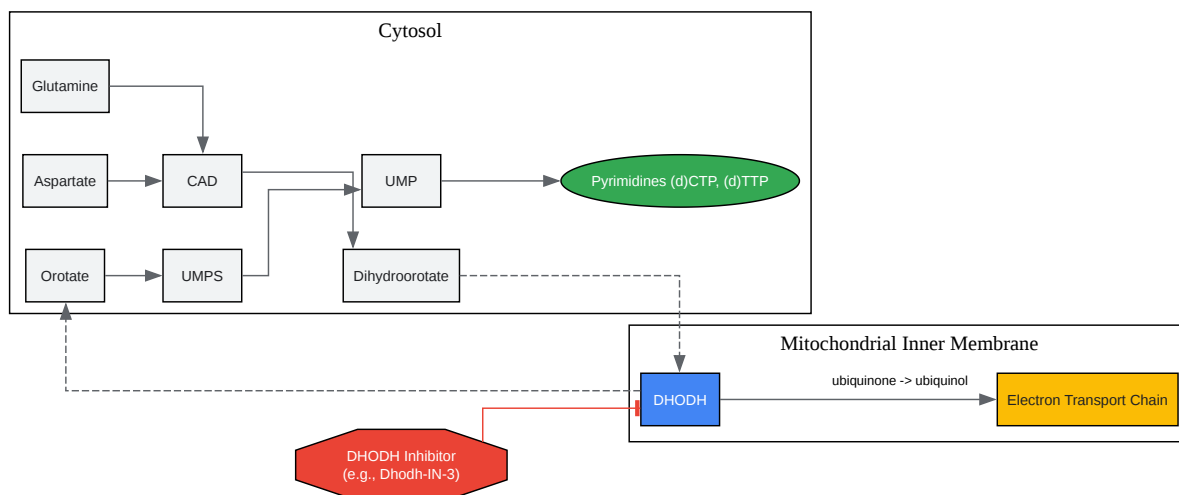 Cytosol
Glutamine
Aspartate
CAD
UMP
Pyrimidines (d)CTP, (d)TTP
Orotate
UMPS
Dihydroorotate
Mitochondrial Inner Membrane
ubiquinone -> ubiquinol
DHODH
Electron Transport Chain
DHODH Inhibitor
(e.g., Dhodh-IN-3)